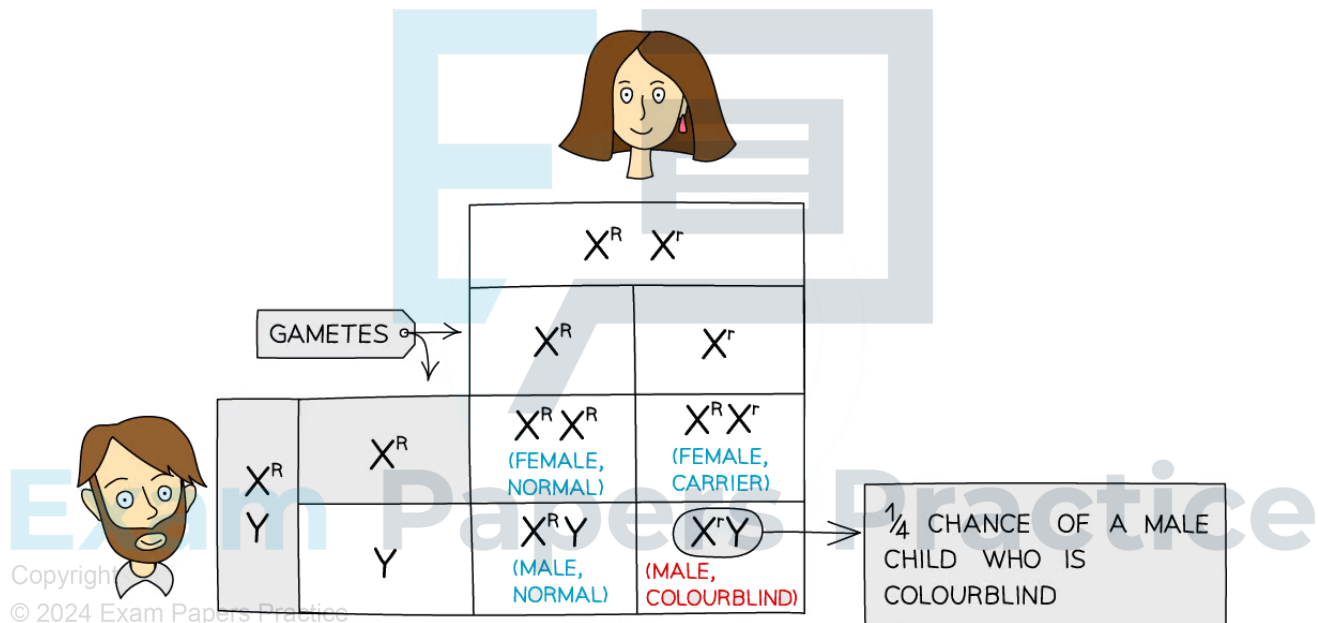 X^R X^r
GAMETES
X^R
X^r
X^R
Y
X^R
X^R X^R
(FEMALE,
NORMAL)
X^R X^r
(FEMALE,
CARRIER)
Y
X^R Y
(MALE,
NORMAL)
X^r Y
(MALE,
COLOURBLIND)
1/4 CHANCE OF A MALE
CHILD WHO IS
COLOURBLIND
Exam Papers Practice
Copyright
© 2024 Exam Papers Practice